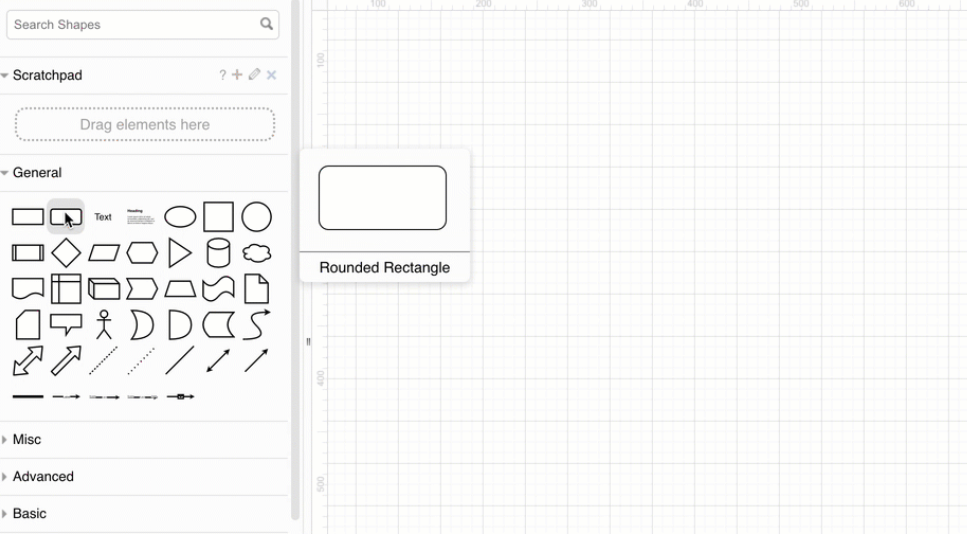 Search Shapes
100 200 300 400 500 600
Scratchpad
?
100
Drag elements here
General
Text
Heading
Rounded Rectangle
400
Misc
Advanced
500
Basic